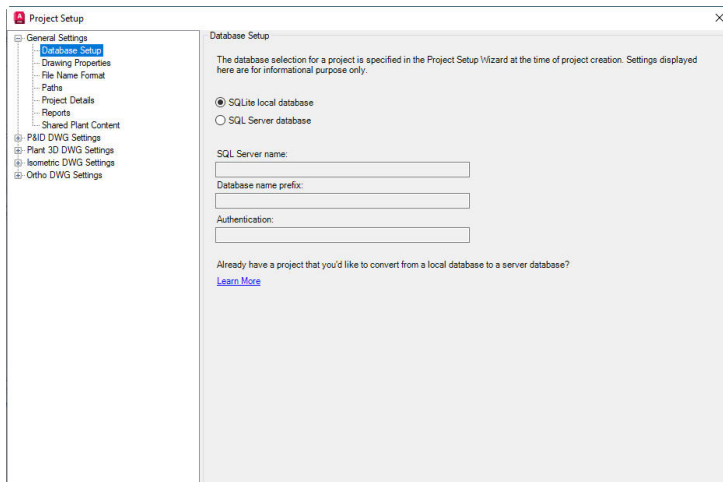 Project Setup
General Settings
Database Setup
Drawing Properties
File Name Format
Paths
Project Details
Reports
Shared Plant Content
P&ID DWG Settings
Plant 3D DWG Settings
Isometric DWG Settings
Ortho DWG Settings
Database Setup
The database selection for a project is specified in the Project Setup Wizard at the time of project creation. Settings displayed
here are for informational purpose only.
SQLite local database
SQL Server database
SQL Server name:
Database name prefix:
Authentication:
Already have a project that you'd like to convert from a local database to a server database?
Learn More